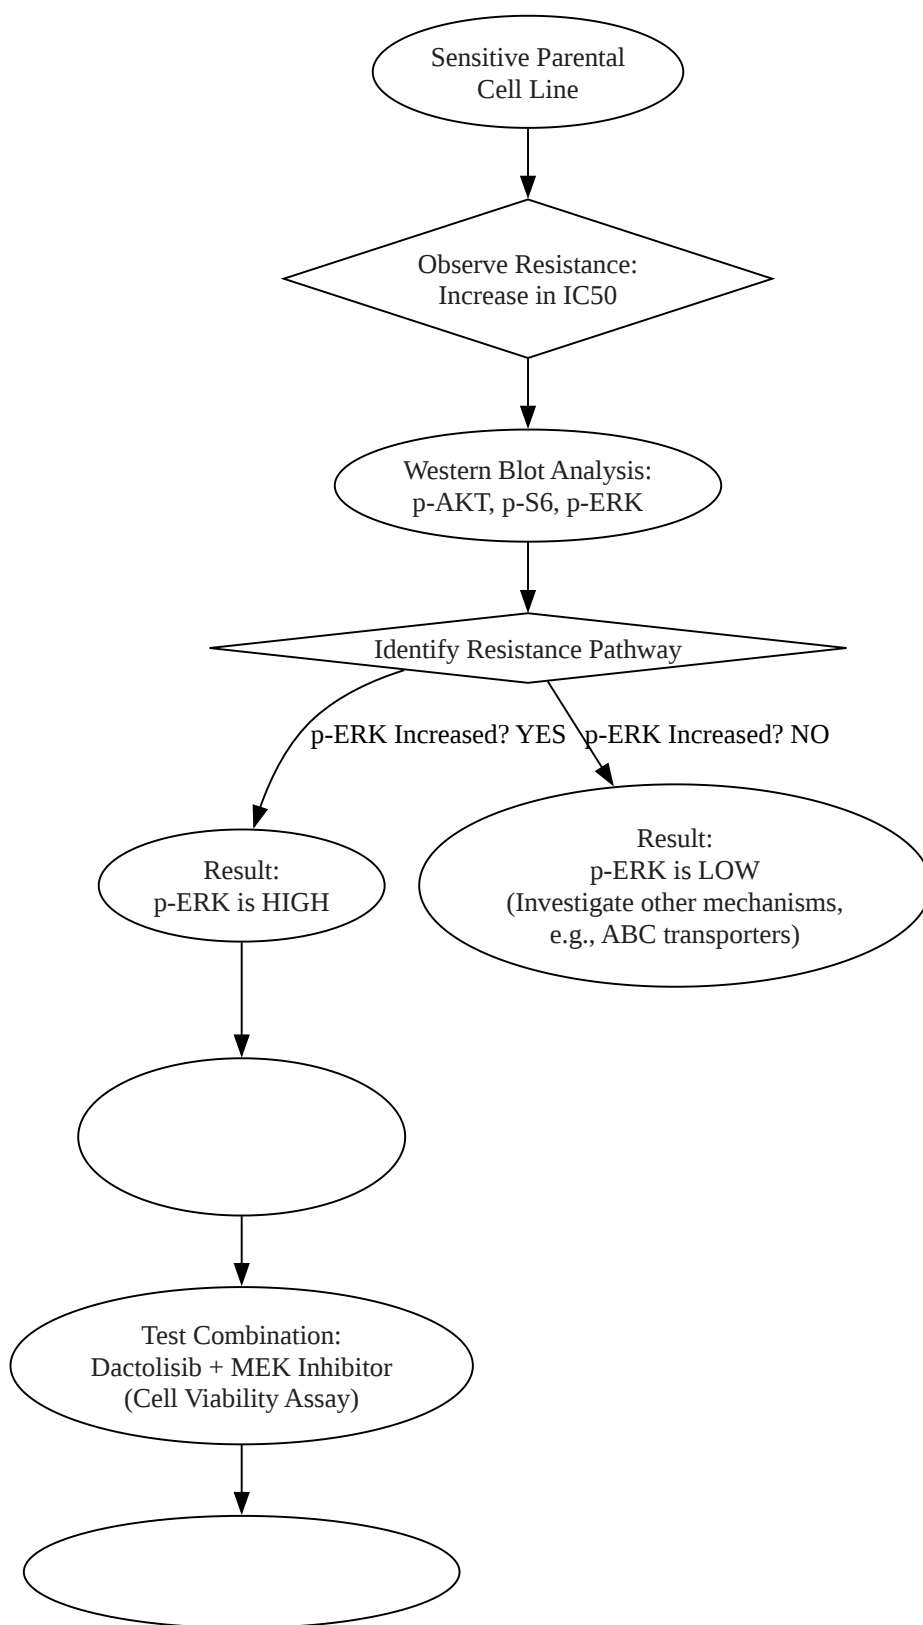 Sensitive Parental
Cell Line
Observe Resistance:
Increase in IC50
Western Blot Analysis:
p-AKT, p-S6, p-ERK
Identify Resistance Pathway
p-ERK Increased? YES
p-ERK Increased? NO
Result:
p-ERK is HIGH
Result:
p-ERK is LOW
(Investigate other mechanisms,
e.g., ABC transporters)
Test Combination:
Dactolisib + MEK Inhibitor
(Cell Viability Assay)